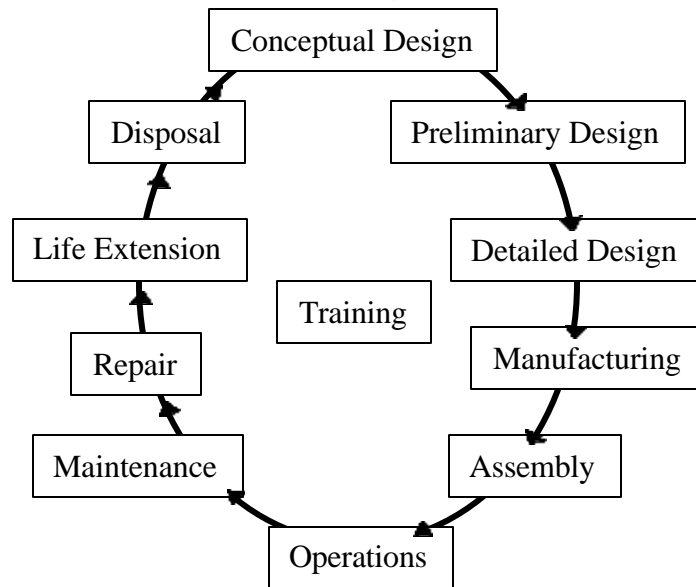 Conceptual Design
Disposal
Preliminary Design
Life Extension
Detailed Design
Training
Repair
Manufacturing
Maintenance
Assembly
Operations